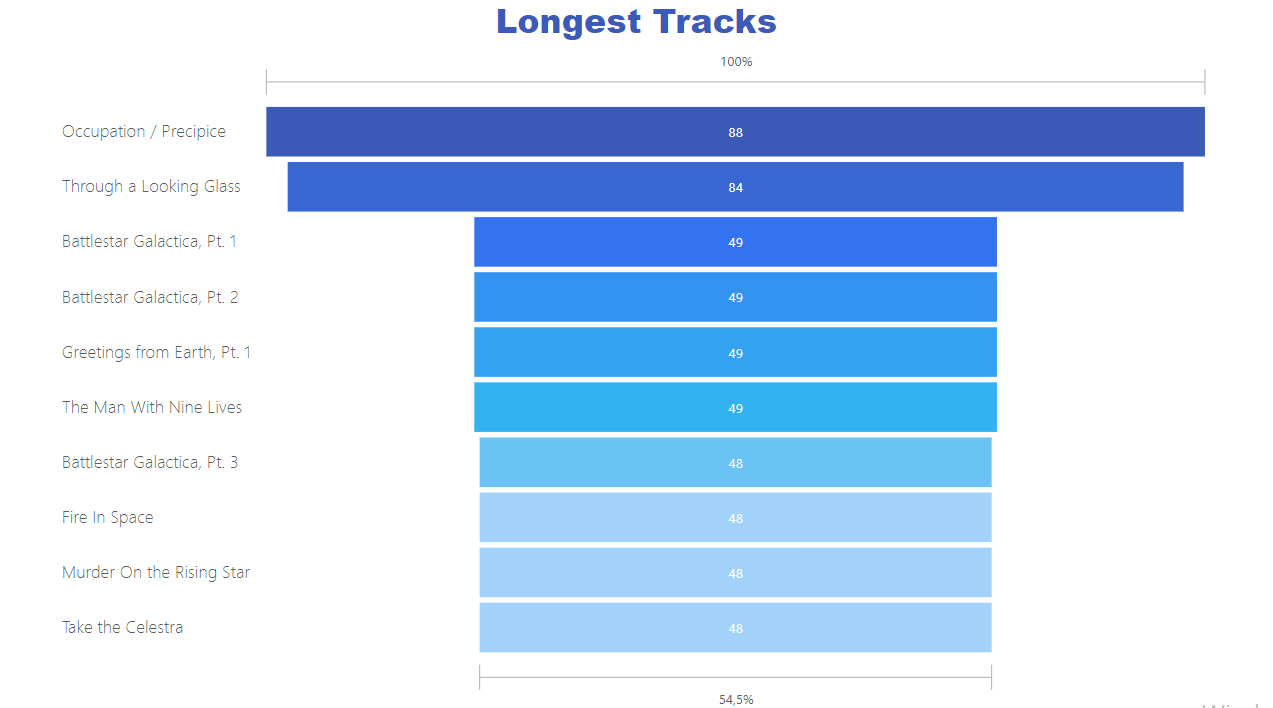 Longest Tracks
100%
Occupation / Precipice 88
Through a Looking Glass 84
Battlestar Galactica, Pt. 1 49
Battlestar Galactica, Pt. 2 49
Greetings from Earth, Pt. 1 49
The Man With Nine Lives 49
Battlestar Galactica, Pt. 3 48
Fire In Space 48
Murder On the Rising Star 48
Take the Celestra 48
54,5%